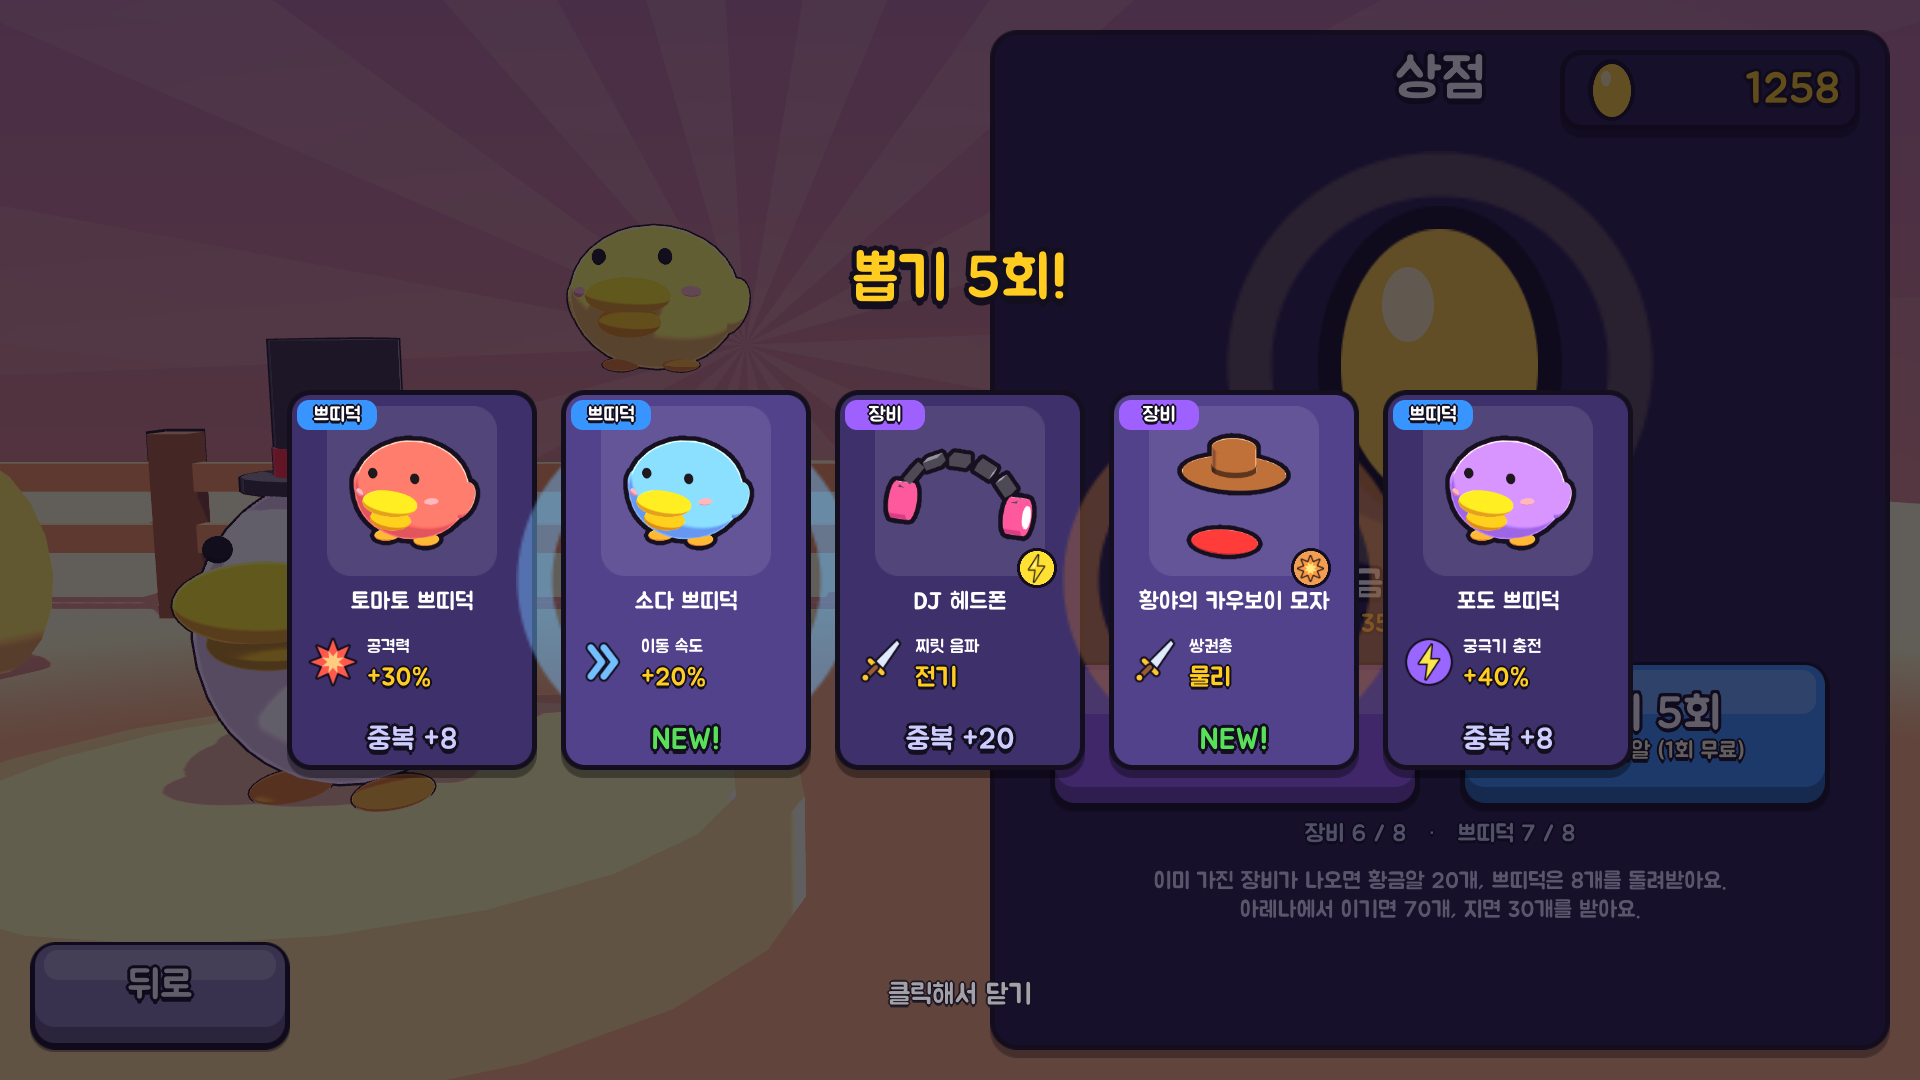 상점
1258
뽑기 5회!
쁘띠덕
토마토 쁘띠덕
공격력
+30%
중복 +8
쁘띠덕
소다 쁘띠덕
이동 속도
+20%
NEW!
장비
DJ 헤드폰
찌릿 음파
전기
중복 +20
장비
황야의 카우보이 모자
쌍권총
물리
NEW!
쁘띠덕
포도 쁘띠덕
궁극기 충전
+40%
중복 +8
금
35
5회
알 (1회 무료)
장비 6 / 8 · 쁘띠덕 7 / 8
이미 가진 장비가 나오면 황금알 20개, 쁘띠덕은 8개를 돌려받아요.
아레나에서 이기면 70개, 지면 30개를 받아요.
뒤로
클릭해서 닫기